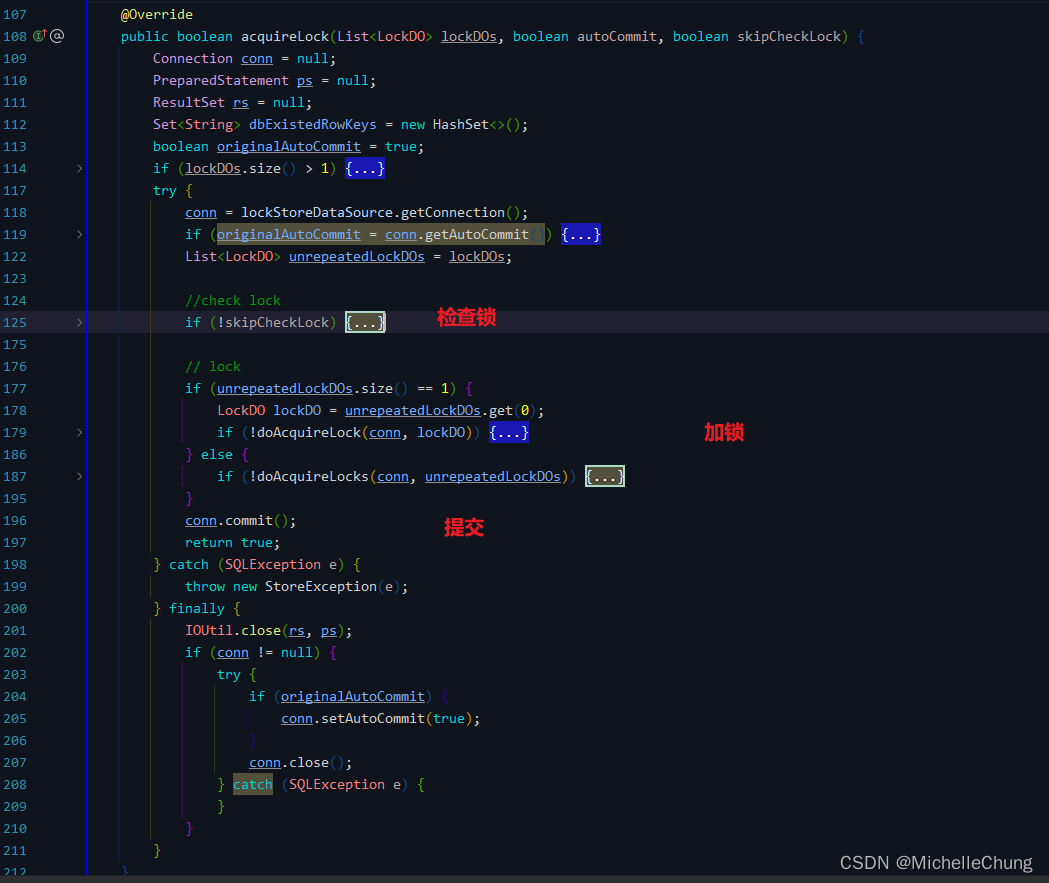 107 @Override
108 public boolean acquireLock(List<LockDO> lockDOs, boolean autoCommit, boolean skipCheckLock) {
109 Connection conn = null;
110 PreparedStatement ps = null;
111 ResultSet rs = null;
112 Set<String> dbExistedRowKeys = new HashSet<>();
113 boolean originalAutoCommit = true;
114 if (lockDOs.size() > 1) {...}
117 try {
118 conn = lockStoreDataSource.getConnection();
119 if (originalAutoCommit = conn.getAutoCommit()) {...}
122 List<LockDO> unrepeatedLockDOs = lockDOs;
123
124 //check lock
125 if (!skipCheckLock) {...} 检查锁
175
176 // lock
177 if (unrepeatedLockDOs.size() == 1) {
178 LockDO lockDO = unrepeatedLockDOs.get(0);
179 if (!doAcquireLock(conn, lockDO)) {...} 加锁
186 } else {
187 if (!doAcquireLocks(conn, unrepeatedLockDOs)) {...}
195 }
196 conn.commit(); 提交
197 return true;
198 } catch (SQLException e) {
199 throw new StoreException(e);
200 } finally {
201 IOUtil.close(rs, ps);
202 if (conn != null) {
203 try {
204 if (originalAutoCommit) {
205 conn.setAutoCommit(true);
206 }
207 conn.close();
208 } catch (SQLException e) {
209 }
210 }
211 }
212 }
CSDN @MichelleChung